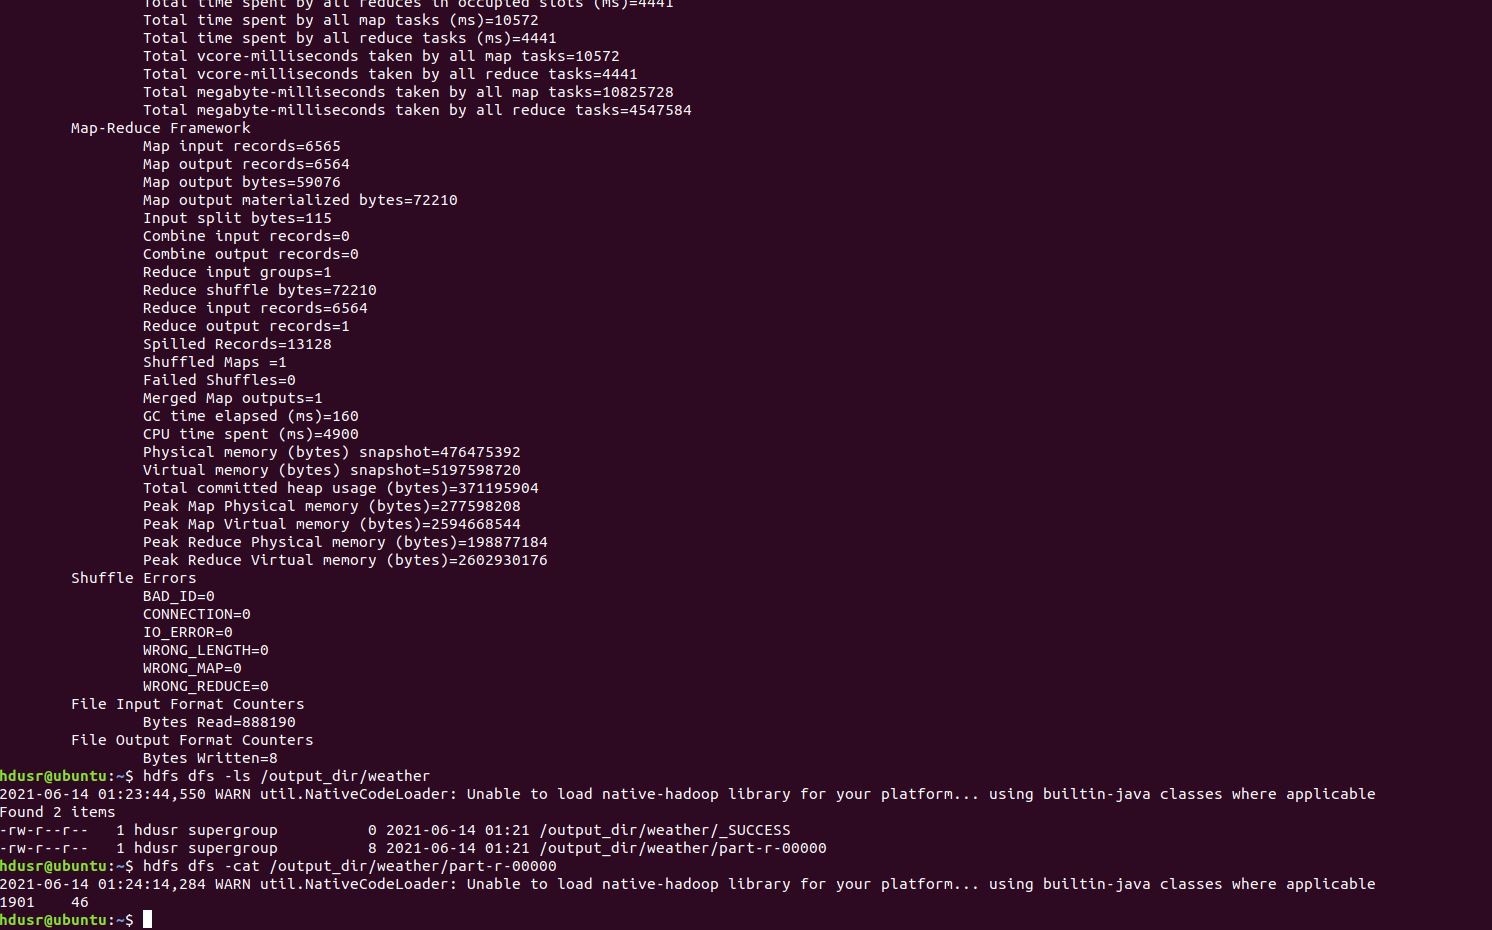 Total time spent by all reduces in occupied slots (ms)=4441
Total time spent by all map tasks (ms)=10572
Total time spent by all reduce tasks (ms)=4441
Total vcore-milliseconds taken by all map tasks=10572
Total vcore-milliseconds taken by all reduce tasks=4441
Total megabyte-milliseconds taken by all map tasks=10825728
Total megabyte-milliseconds taken by all reduce tasks=4547584
Map-Reduce Framework
Map input records=6565
Map output records=6564
Map output bytes=59076
Map output materialized bytes=72210
Input split bytes=115
Combine input records=0
Combine output records=0
Reduce input groups=1
Reduce shuffle bytes=72210
Reduce input records=6564
Reduce output records=1
Spilled Records=13128
Shuffled Maps =1
Failed Shuffles=0
Merged Map outputs=1
GC time elapsed (ms)=160
CPU time spent (ms)=4900
Physical memory (bytes) snapshot=476475392
Virtual memory (bytes) snapshot=5197598720
Total committed heap usage (bytes)=371195904
Peak Map Physical memory (bytes)=277598208
Peak Map Virtual memory (bytes)=2594668544
Peak Reduce Physical memory (bytes)=198877184
Peak Reduce Virtual memory (bytes)=2602930176
Shuffle Errors
BAD_ID=0
CONNECTION=0
IO_ERROR=0
WRONG_LENGTH=0
WRONG_MAP=0
WRONG_REDUCE=0
File Input Format Counters
Bytes Read=888190
File Output Format Counters
Bytes Written=8
hdusr@ubuntu:~$ hdfs dfs -ls /output_dir/weather
2021-06-14 01:23:44,550 WARN util.NativeCodeLoader: Unable to load native-hadoop library for your platform... using builtin-java classes where applicable
Found 2 items
-rw-r--r--   1 hdusr supergroup          0 2021-06-14 01:21 /output_dir/weather/_SUCCESS
-rw-r--r--   1 hdusr supergroup          8 2021-06-14 01:21 /output_dir/weather/part-r-00000
hdusr@ubuntu:~$ hdfs dfs -cat /output_dir/weather/part-r-00000
2021-06-14 01:24:14,284 WARN util.NativeCodeLoader: Unable to load native-hadoop library for your platform... using builtin-java classes where applicable
1901    46
hdusr@ubuntu:~$